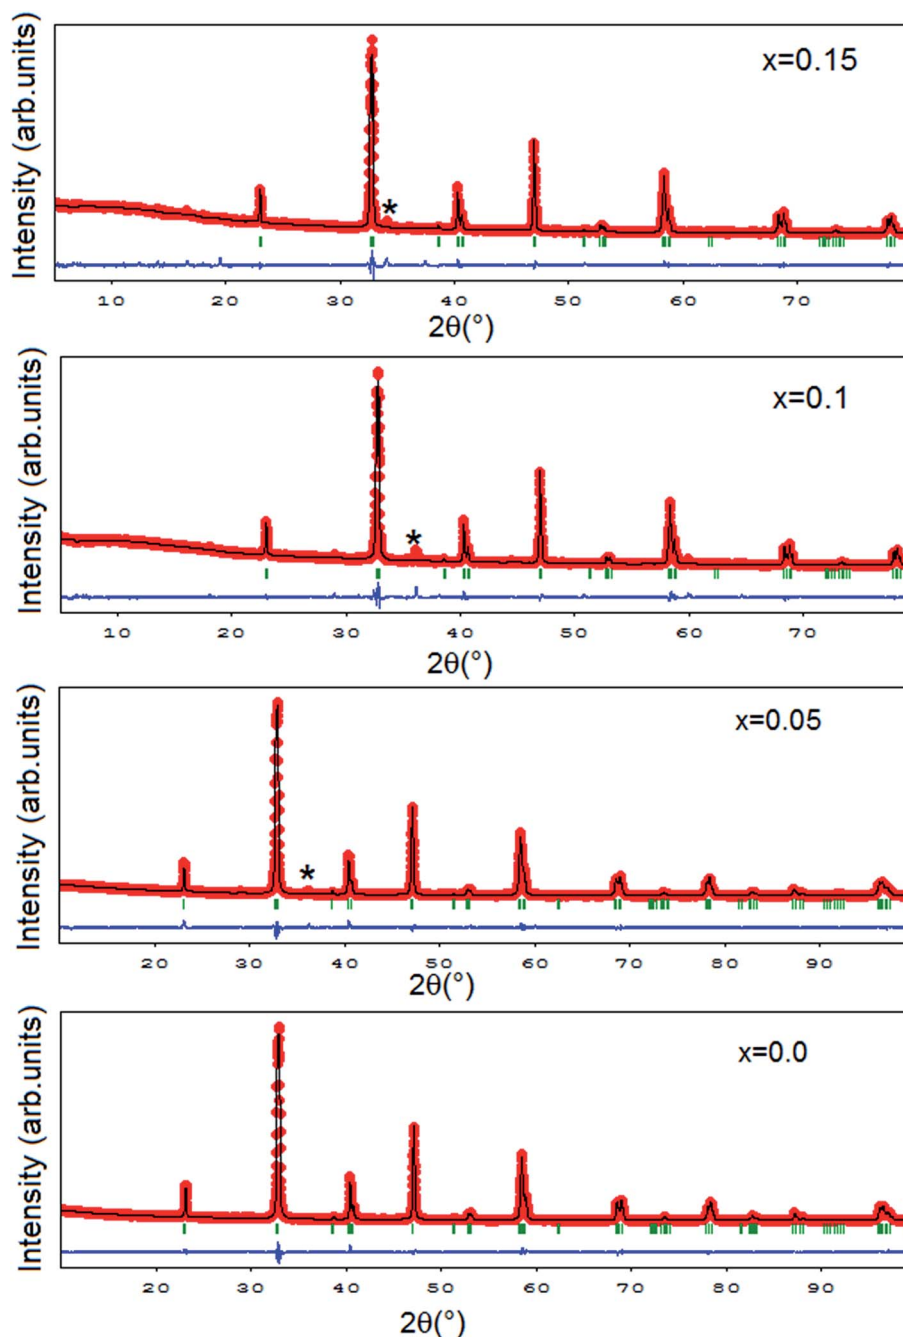 Intensity (arb.units)
x=0.15
*
10 20 30 40 50 60 70
2θ(°)
Intensity (arb.units)
x=0.1
*
10 20 30 40 50 60 70
2θ(°)
Intensity (arb.units)
x=0.05
*
20 30 40 50 60 70 80 90
2θ(°)
Intensity (arb.units)
x=0.0
20 30 40 50 60 70 80 90
2θ(°)